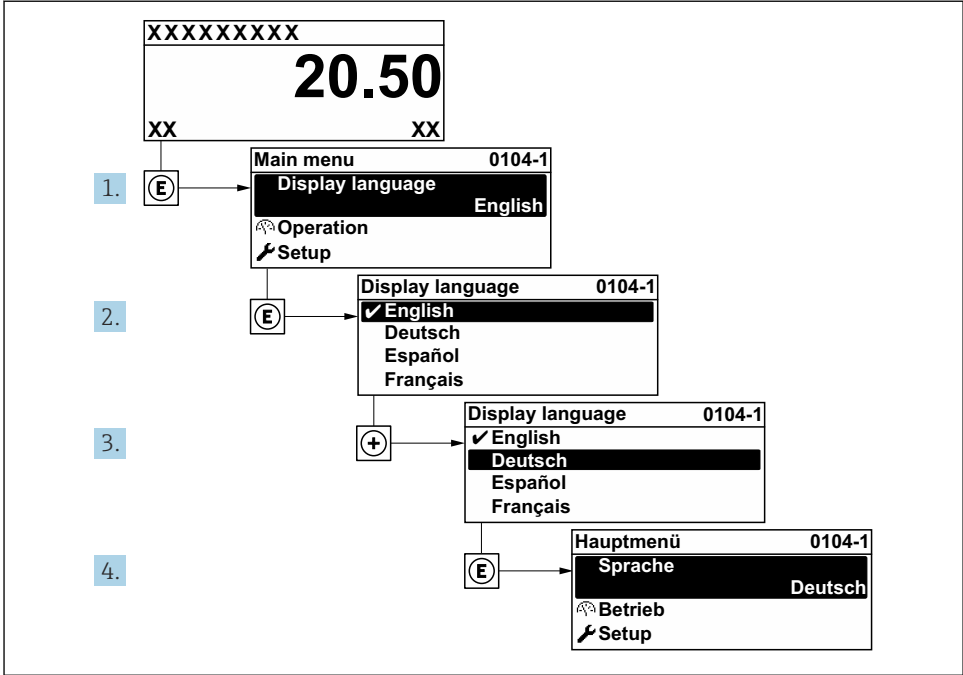 XXXXXXXXX
20.50
XX XX
1. E
Main menu 0104-1
Display language
English
Operation
Setup
2. E
Display language 0104-1
✔English
Deutsch
Español
Français
3. +
Display language 0104-1
✔English
Deutsch
Español
Français
4. E
Hauptmenü 0104-1
Sprache
Deutsch
Betrieb
Setup